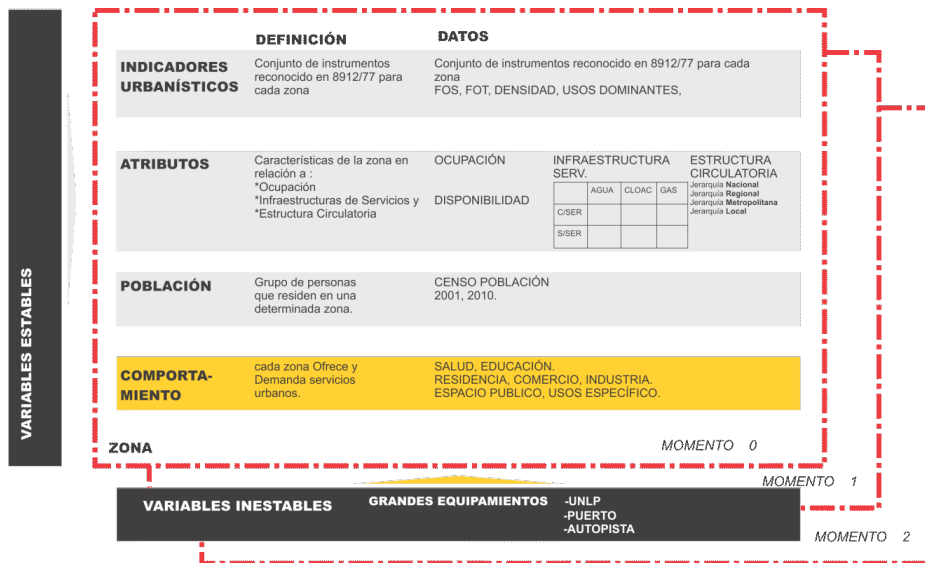 DEFINICIÓN
DATOS
INDICADORES
URBANÍSTICOS
Conjunto de instrumentos
reconocido en 8912/77 para
cada zona
Conjunto de instrumentos reconocido en 8912/77 para cada
zona
FOS, FOT, DENSIDAD, USOS DOMINANTES,
ATRIBUTOS
Características de la zona en
relación a :
*Ocupación
*Infraestructuras de Servicios y
*Estructura Circulatoria
OCUPACIÓN
DISPONIBILIDAD
INFRAESTRUCTURA
SERV.
AGUA CLOAC GAS
C/SER
S/SER
ESTRUCTURA
CIRCULATORIA
Jerarquía Nacional
Jerarquía Regional
Jerarquía Metropolitana
Jerarquía Local
POBLACIÓN
Grupo de personas
que residen en una
determinada zona.
CENSO POBLACIÓN
2001, 2010.
COMPORTA-
MIENTO
cada zona Ofrece y
Demanda servicios
urbanos.
SALUD, EDUCACIÓN.
RESIDENCIA, COMERCIO, INDUSTRIA.
ESPACIO PUBLICO, USOS ESPECÍFICO.
VARIABLES ESTABLES
ZONA
MOMENTO 0
MOMENTO 1
VARIABLES INESTABLES
GRANDES EQUIPAMIENTOS
-UNLP
-PUERTO
-AUTOPISTA
MOMENTO 2